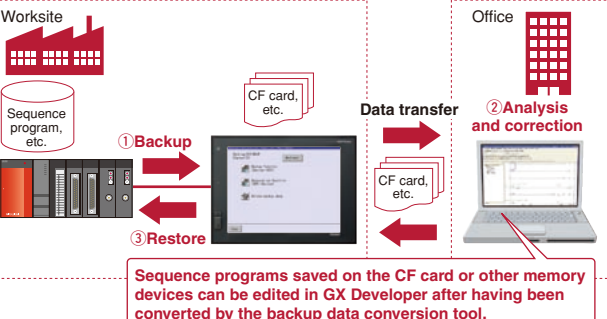 Worksite
Office
Sequence
program,
etc.
CF card,
etc.
①Backup
Data transfer
②Analysis
and correction
CF card,
etc.
③Restore
Sequence programs saved on the CF card or other memory
devices can be edited in GX Developer after having been
converted by the backup data conversion tool.